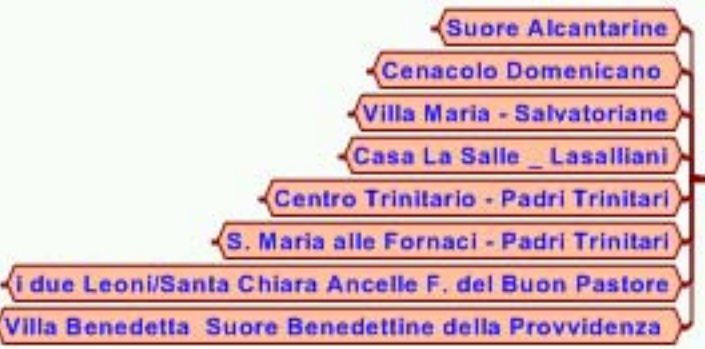 Suore Alcantarine
Cenacolo Domenicano
Villa Maria - Salvatoriane
Casa La Salle _ Lasalliani
Centro Trinitario - Padri Trinitari
S. Maria alle Fornaci - Padri Trinitari
i due Leoni/Santa Chiara Ancelle F. del Buon Pastore
Villa Benedetta  Suore Benedettine della Provvidenza